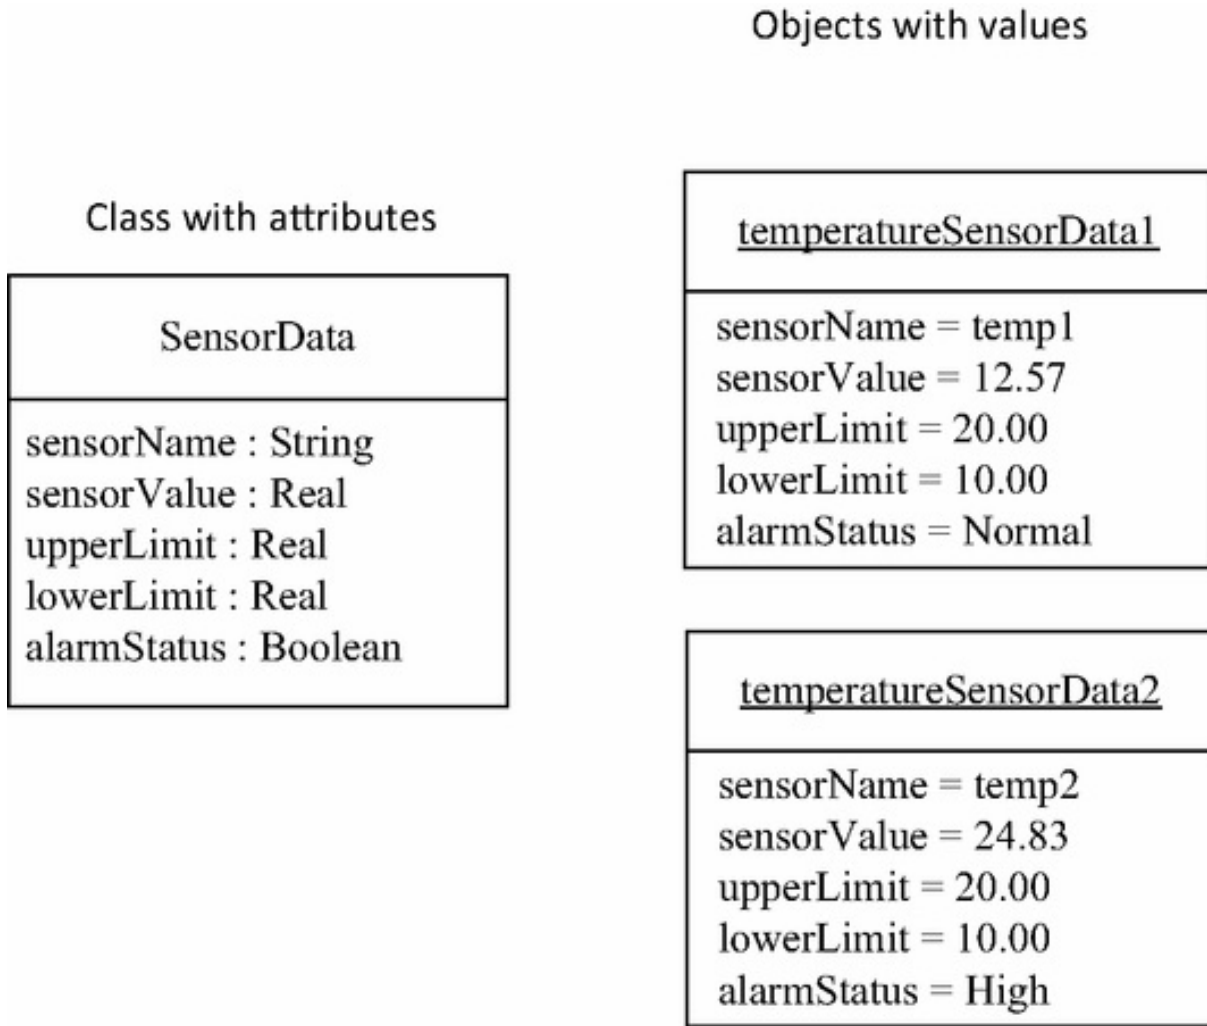 Objects with values
Class with attributes
SensorData
sensorName : String
sensorValue : Real
upperLimit : Real
lowerLimit : Real
alarmStatus : Boolean
temperatureSensorData1
sensorName = temp1
sensorValue = 12.57
upperLimit = 20.00
lowerLimit = 10.00
alarmStatus = Normal
temperatureSensorData2
sensorName = temp2
sensorValue = 24.83
upperLimit = 20.00
lowerLimit = 10.00
alarmStatus = High